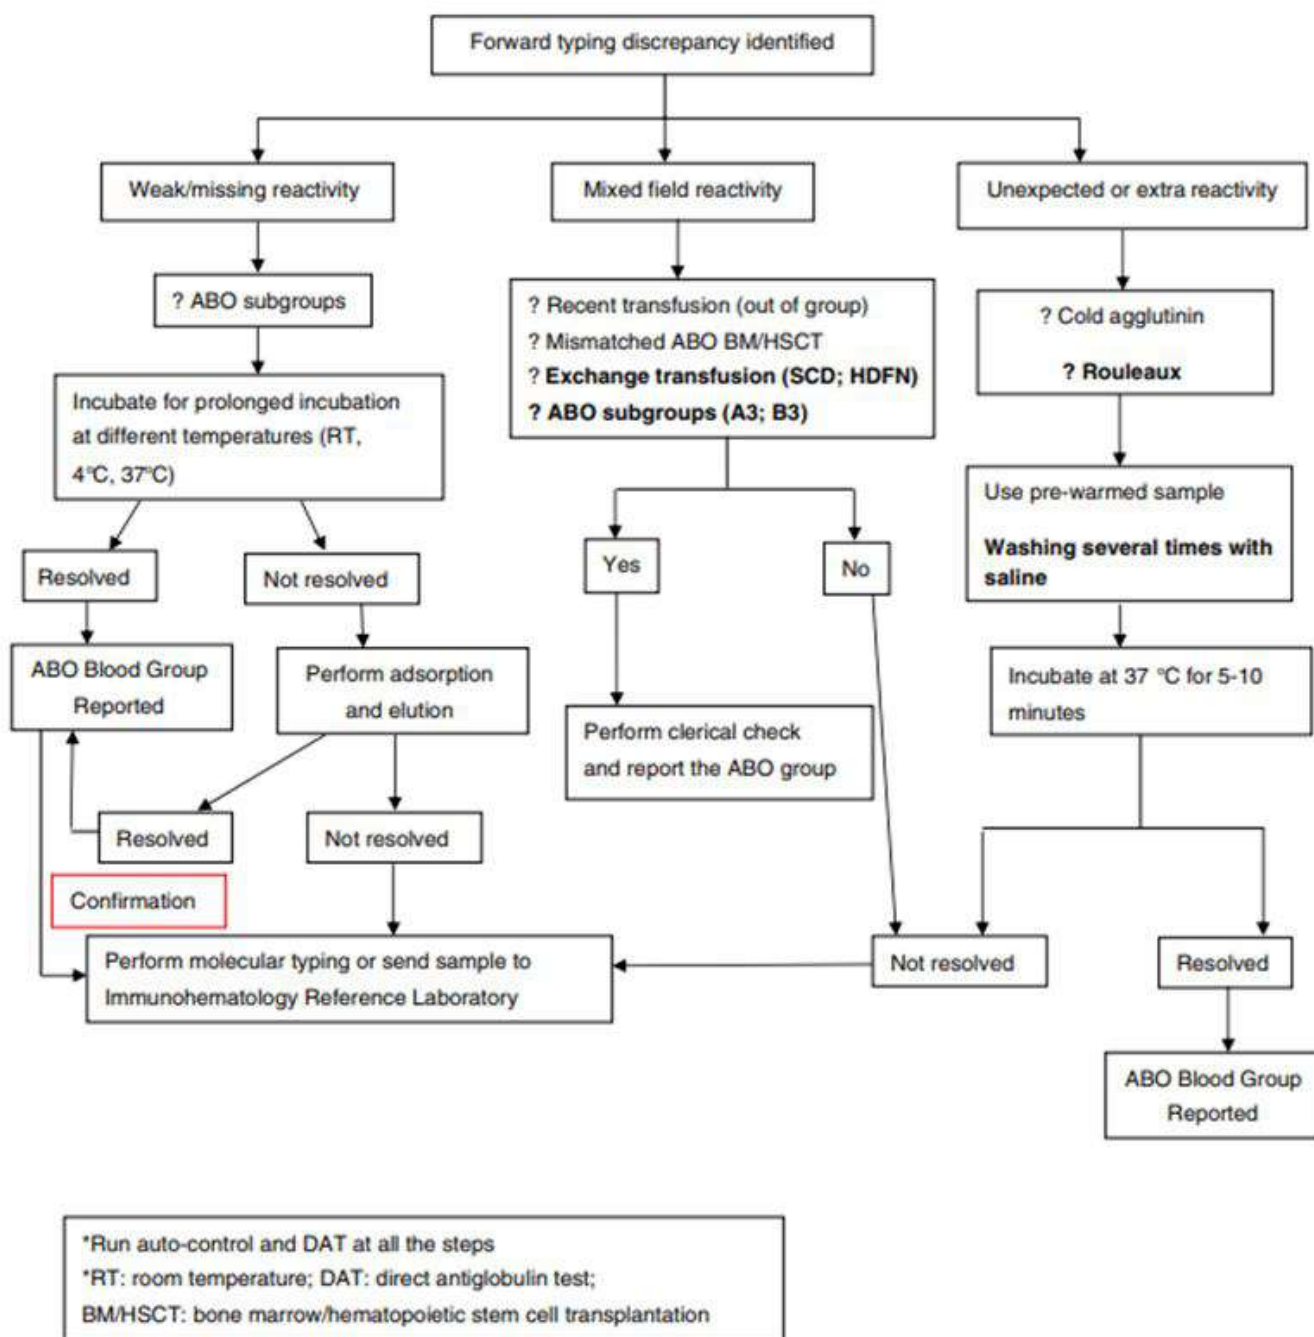 Forward typing discrepancy identified
Weak/missing reactivity
Mixed field reactivity
Unexpected or extra reactivity
? ABO subgroups
? Recent transfusion (out of group)
? Mismatched ABO BM/HSCT
? Exchange transfusion (SCD; HDFN)
? ABO subgroups (A3; B3)
? Cold agglutinin
? Rouleaux
Incubate for prolonged incubation
at different temperatures (RT,
4°C, 37°C)
Use pre-warmed sample
Washing several times with
saline
Resolved
Not resolved
Yes
No
ABO Blood Group
Reported
Perform adsorption
and elution
Perform clerical check
and report the ABO group
Incubate at 37 °C for 5-10
minutes
Resolved
Not resolved
Confirmation
Perform molecular typing or send sample to
Immunohematology Reference Laboratory
Not resolved
Resolved
ABO Blood Group
Reported
*Run auto-control and DAT at all the steps
*RT: room temperature; DAT: direct antiglobulin test;
BM/HSCT: bone marrow/hematopoietic stem cell transplantation